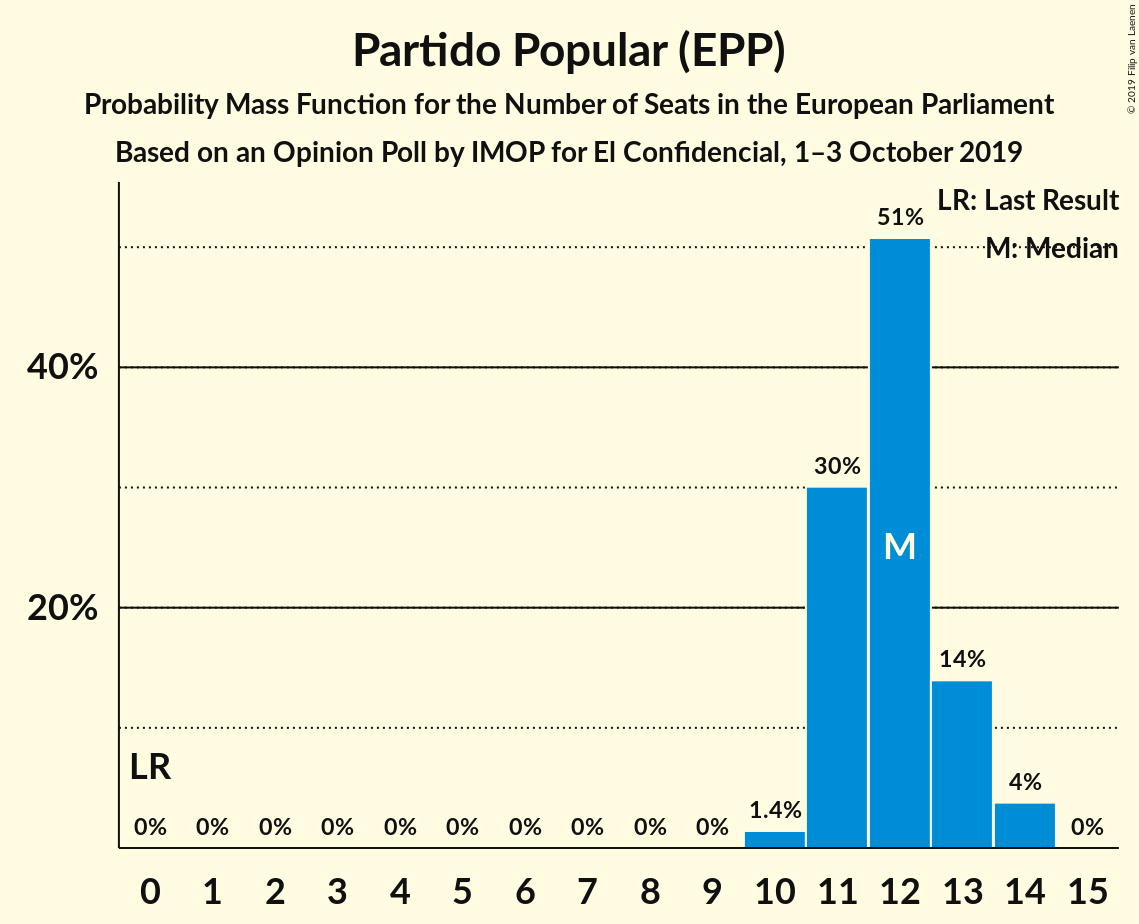 Partido Popular (EPP)
Probability Mass Function for the Number of Seats in the European Parliament
Based on an Opinion Poll by IMOP for El Confidencial, 1–3 October 2019
© 2019 Filip van Laenen
LR: Last Result
M: Median
51%
40%
30%
M
20%
14%
LR
4%
1.4%
0% 0% 0% 0% 0% 0% 0% 0% 0% 0% 0%
0 1 2 3 4 5 6 7 8 9 10 11 12 13 14 15